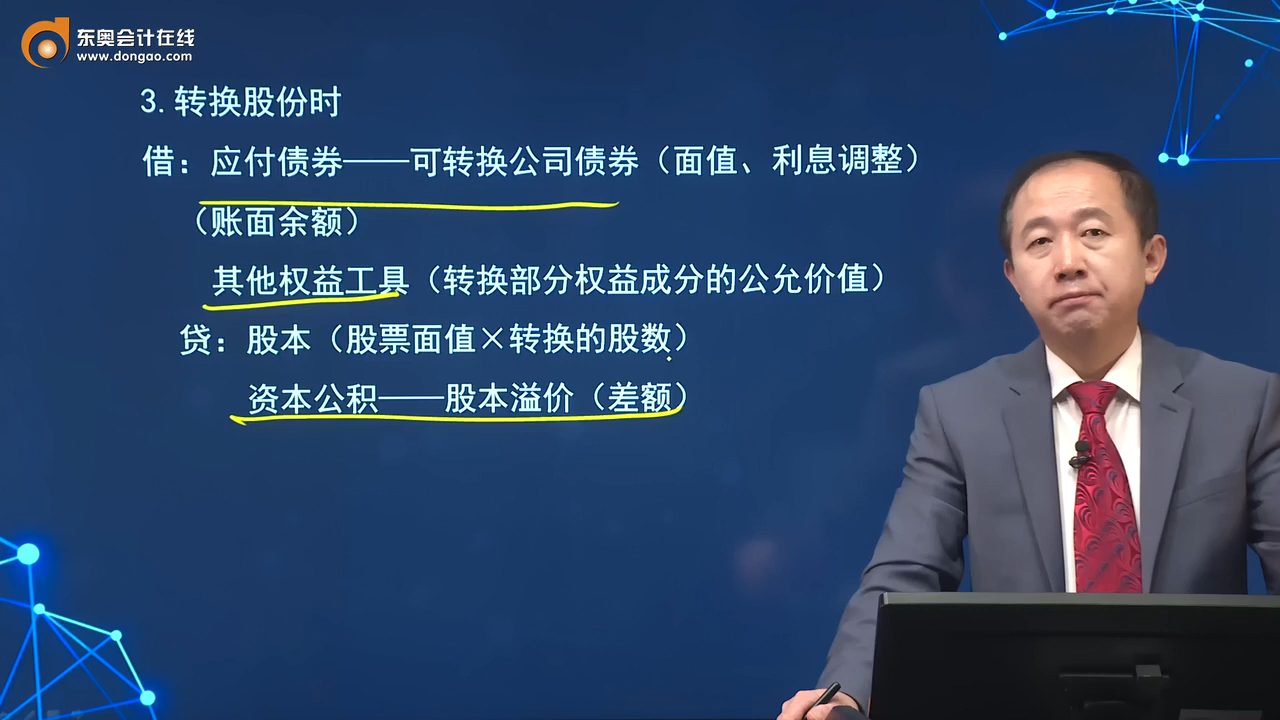 东奥会计在线
www.dongao.com
3.转换股份时
借：应付债券——可转换公司债券（面值、利息调整）
（账面余额）
其他权益工具（转换部分权益成分的公允价值）
贷：股本（股票面值×转换的股数）
资本公积——股本溢价（差额）